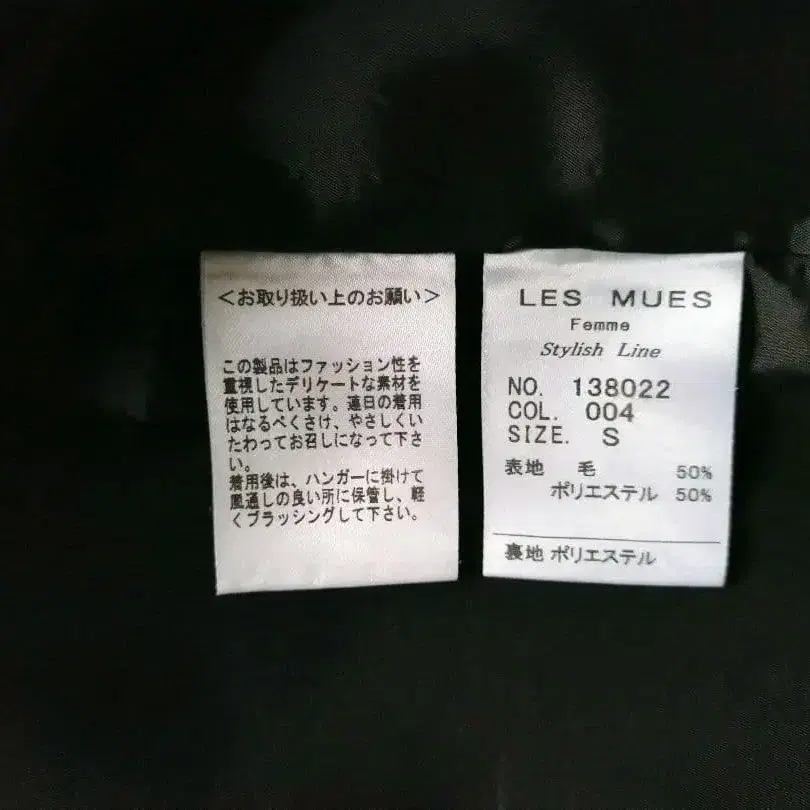 ＜お取り扱い上のお願い＞
この製品はファッション性を
重視したデリケートな素材を
使用しています。連日の着用
はなるべくさけ、やさしくい
たわってお召しになって下さ
い。
着用後は、ハンガーに掛けて
風通しの良い所に保管し、軽
くブラッシングして下さい。
LES MUES
Femme
Stylish Line
NO. 138022
COL. 004
SIZE. S
表地 毛 50%
ポリエステル 50%
裏地 ポリエステル